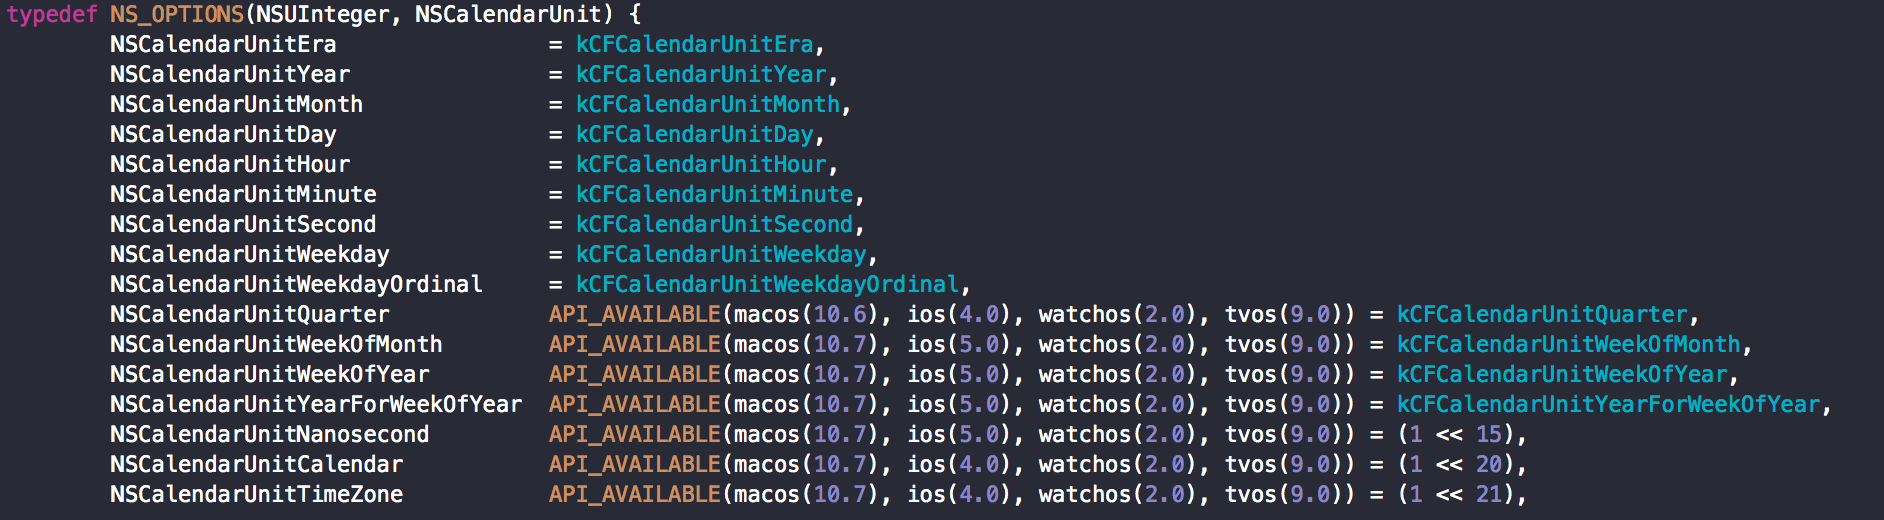 typedef NS_OPTIONS(NSUInteger, NSCalendarUnit) {
NSCalendarUnitEra = kCFCalendarUnitEra,
NSCalendarUnitYear = kCFCalendarUnitYear,
NSCalendarUnitMonth = kCFCalendarUnitMonth,
NSCalendarUnitDay = kCFCalendarUnitDay,
NSCalendarUnitHour = kCFCalendarUnitHour,
NSCalendarUnitMinute = kCFCalendarUnitMinute,
NSCalendarUnitSecond = kCFCalendarUnitSecond,
NSCalendarUnitWeekday = kCFCalendarUnitWeekday,
NSCalendarUnitWeekdayOrdinal = kCFCalendarUnitWeekdayOrdinal,
NSCalendarUnitQuarter API_AVAILABLE(macos(10.6), ios(4.0), watchos(2.0), tvos(9.0)) = kCFCalendarUnitQuarter,
NSCalendarUnitWeekOfMonth API_AVAILABLE(macos(10.7), ios(5.0), watchos(2.0), tvos(9.0)) = kCFCalendarUnitWeekOfMonth,
NSCalendarUnitWeekOfYear API_AVAILABLE(macos(10.7), ios(5.0), watchos(2.0), tvos(9.0)) = kCFCalendarUnitWeekOfYear,
NSCalendarUnitYearForWeekOfYear API_AVAILABLE(macos(10.7), ios(5.0), watchos(2.0), tvos(9.0)) = kCFCalendarUnitYearForWeekOfYear,
NSCalendarUnitNanosecond API_AVAILABLE(macos(10.7), ios(5.0), watchos(2.0), tvos(9.0)) = (1 << 15),
NSCalendarUnitCalendar API_AVAILABLE(macos(10.7), ios(4.0), watchos(2.0), tvos(9.0)) = (1 << 20),
NSCalendarUnitTimeZone API_AVAILABLE(macos(10.7), ios(4.0), watchos(2.0), tvos(9.0)) = (1 << 21),